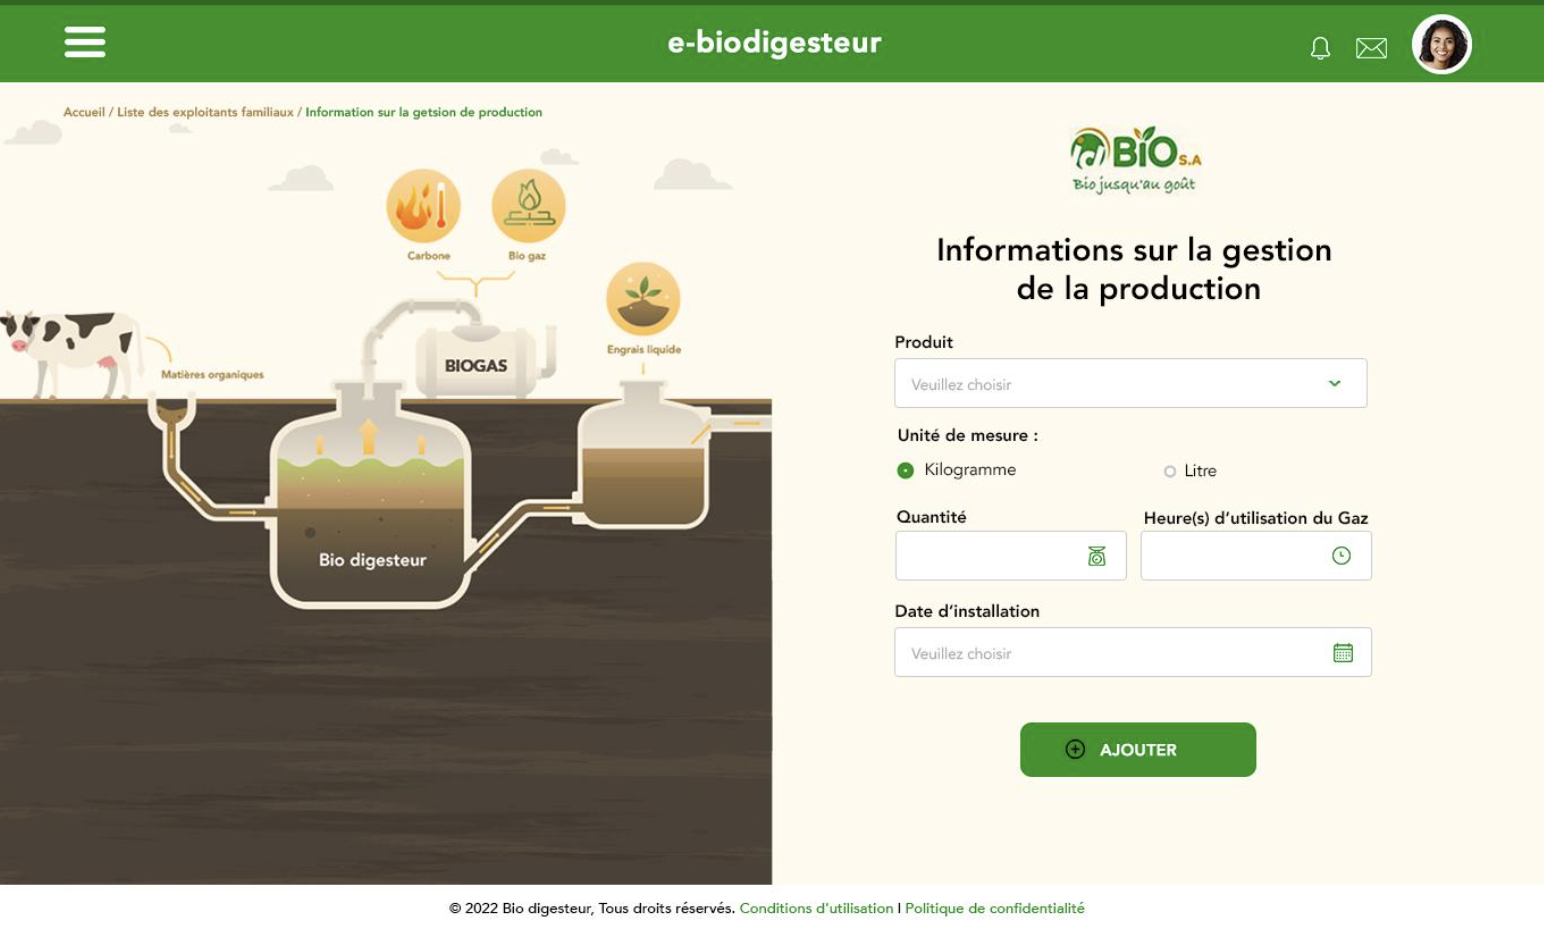 e-biodigesteur
Accueil / Liste des exploitants familiaux / Information sur la getsion de production
BIO S.A
Bio jusqu'au goût
Carbone
Bio gaz
Engrais liquide
BIOGAS
Matières organiques
Bio digesteur
Informations sur la gestion
de la production
Produit
Veuillez choisir
Unité de mesure :
Kilogramme
Litre
Quantité
Heure(s) d'utilisation du Gaz
Date d'installation
Veuillez choisir
AJOUTER
© 2022 Bio digesteur, Tous droits réservés. Conditions d'utilisation I Politique de confidentialité